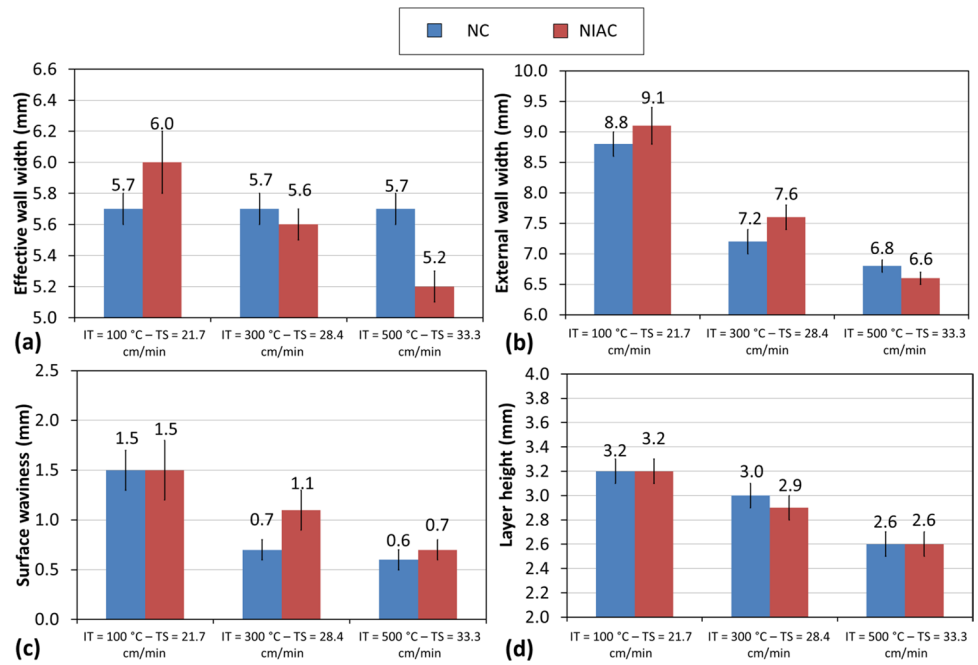 NC NIAC
Effective wall width (mm)
6.6
6.4
6.2
6.0
5.8
5.6
5.4
5.2
5.0
5.7 6.0 5.7 5.6 5.7 5.2
(a)
IT = 100 °C – TS = 21.7 IT = 300 °C – TS = 28.4 IT = 500 °C – TS = 33.3
cm/min cm/min cm/min
External wall width (mm)
10.0
9.5
9.0
8.5
8.0
7.5
7.0
6.5
6.0
8.8 9.1 7.2 7.6 6.8 6.6
(b)
IT = 100 °C – TS = 21.7 IT = 300 °C – TS = 28.4 IT = 500 °C – TS = 33.3
cm/min cm/min cm/min
Surface waviness (mm)
2.5
2.0
1.5
1.0
0.5
0.0
1.5 1.5 0.7 1.1 0.6 0.7
(c)
IT = 100 °C – TS = 21.7 IT = 300 °C – TS = 28.4 IT = 500 °C – TS = 33.3
cm/min cm/min cm/min
Layer height (mm)
4.0
3.8
3.6
3.4
3.2
3.0
2.8
2.6
2.4
2.2
2.0
3.2 3.2 3.0 2.9 2.6 2.6
(d)
IT = 100 °C – TS = 21.7 IT = 300 °C – TS = 28.4 IT = 500 °C – TS = 33.3
cm/min cm/min cm/min